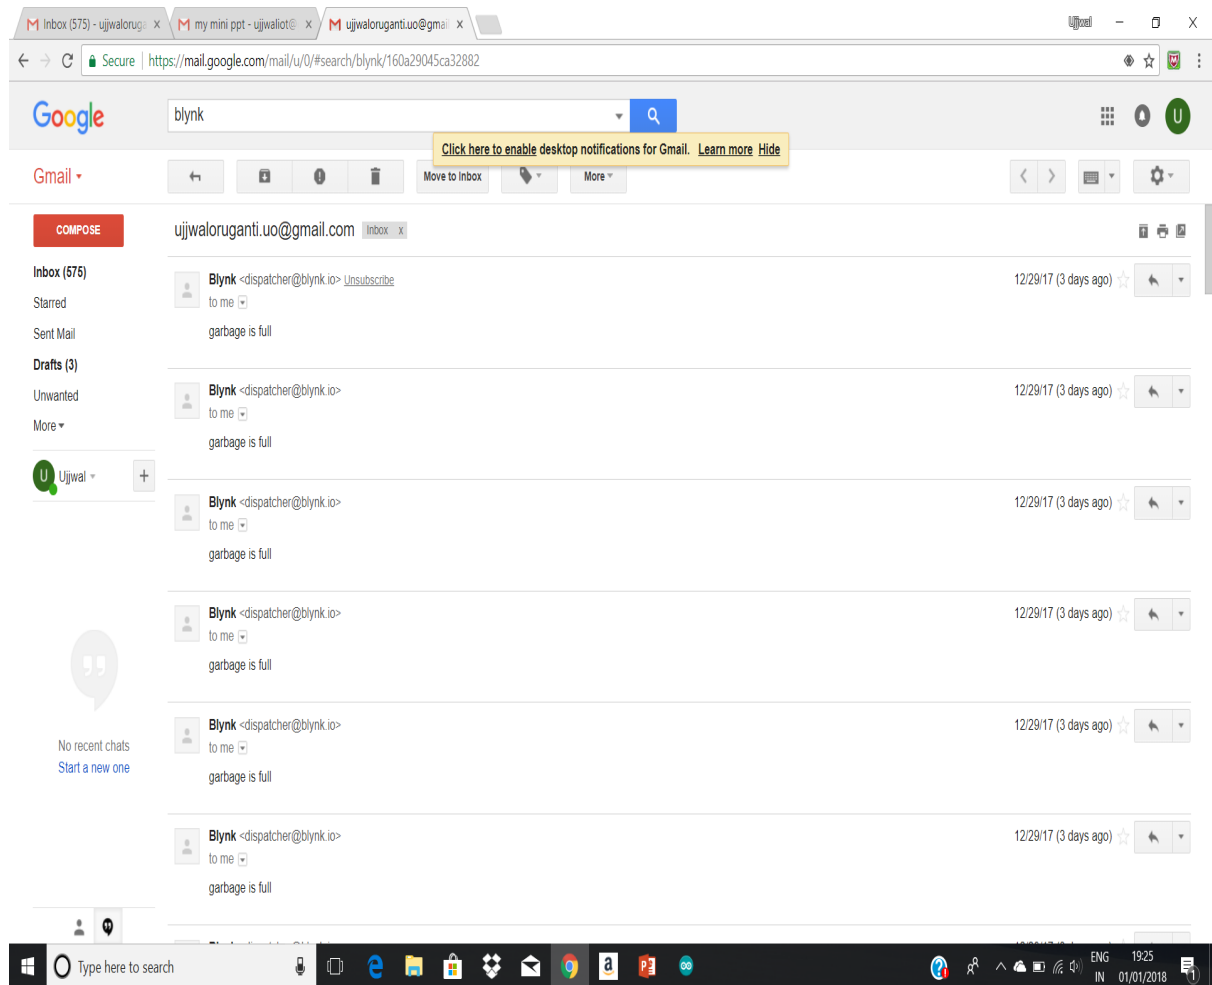 Inbox (575) - ujjwaloruga x
my mini ppt - ujjwaliot@ x
ujjwaloruganti.uo@gmai x
Ujjwal
Secure | https://mail.google.com/mail/u/0/#search/blynk/160a29045ca32882
Google
blynk
U
Click here to enable desktop notifications for Gmail. Learn more Hide
Gmail
Move to Inbox
More
COMPOSE
ujjwaloruganti.uo@gmail.com Inbox x
Inbox (575)
Starred
Sent Mail
Drafts (3)
Unwanted
More
U Ujjwal +
No recent chats
Start a new one
Blynk <dispatcher@blynk.io> Unsubscribe 12/29/17 (3 days ago)
to me
garbage is full
Blynk <dispatcher@blynk.io> 12/29/17 (3 days ago)
to me
garbage is full
Blynk <dispatcher@blynk.io> 12/29/17 (3 days ago)
to me
garbage is full
Blynk <dispatcher@blynk.io> 12/29/17 (3 days ago)
to me
garbage is full
Blynk <dispatcher@blynk.io> 12/29/17 (3 days ago)
to me
garbage is full
Blynk <dispatcher@blynk.io> 12/29/17 (3 days ago)
to me
garbage is full
Type here to search
ENG 19:25
IN 01/01/2018
1